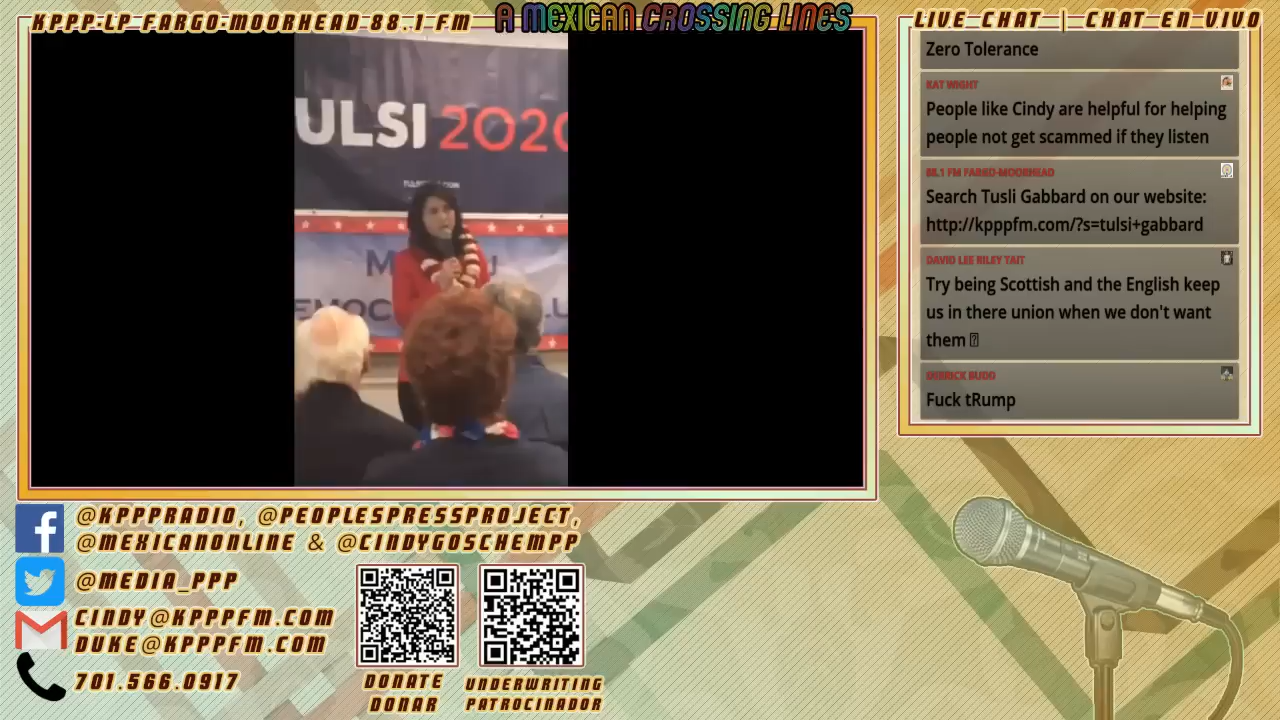 KPPP-LP FARGO-MOORHEAD 88.1 FM
A MEXICAN CROSSING LINES
LIVE CHAT | CHAT EN VIVO
ULSI 2020
Zero Tolerance
KAT WIGHT
People like Cindy are helpful for helping
people not get scammed if they listen
88.1 FM FARGO-MOORHEAD
Search Tusli Gabbard on our website:
http://kpppfm.com/?s=tulsi+gabbard
DAVID LEE RILEY TAIT
Try being Scottish and the English keep
us in there union when we don't want
them
DERRICK BUDD
Fuck tRump
@KPPPRADIO, @PEOPLESPRESSPROJECT,
@MEXICANONLINE & @CINDYGOSCHEMPP
@MEDIA_PPP
CINDY@KPPPFM.COM
DUKE@KPPPFM.COM
701.566.0917
DONATE
DONAR
UNDERWRITING
PATROCINADOR